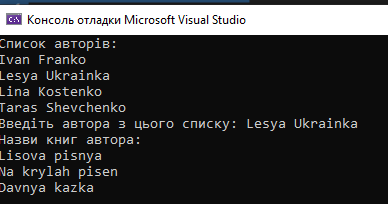 Консоль отладки Microsoft Visual Studio
Список авторів:
Ivan Franko
Lesya Ukrainka
Lina Kostenko
Taras Shevchenko
Введіть автора з цього списку: Lesya Ukrainka
Назви книг автора:
Lisova pisnya
Na krylah pisen
Davnya kazka